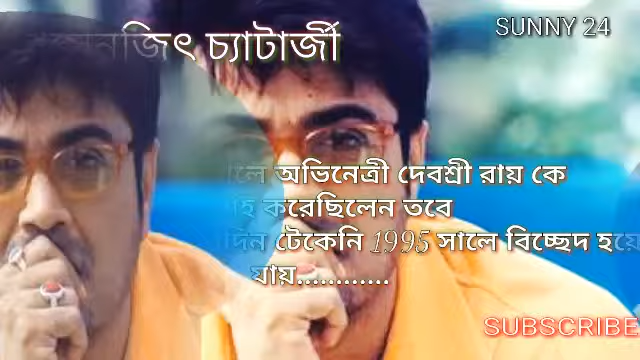 SUNNY 24
চ্যাটার্জী
অভিনেত্রী দেবশ্রী রায় কে
করেছিলেন তবে
টেকেনি 1995 সালে বিচ্ছেদ হয়ে
যায়............
SUBSCRIBE